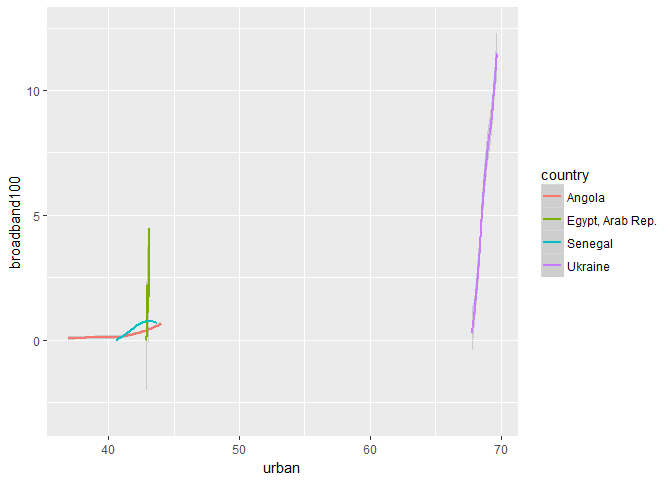 broadband100
10
5
0
40
50
60
70
urban
country
Angola
Egypt, Arab Rep.
Senegal
Ukraine